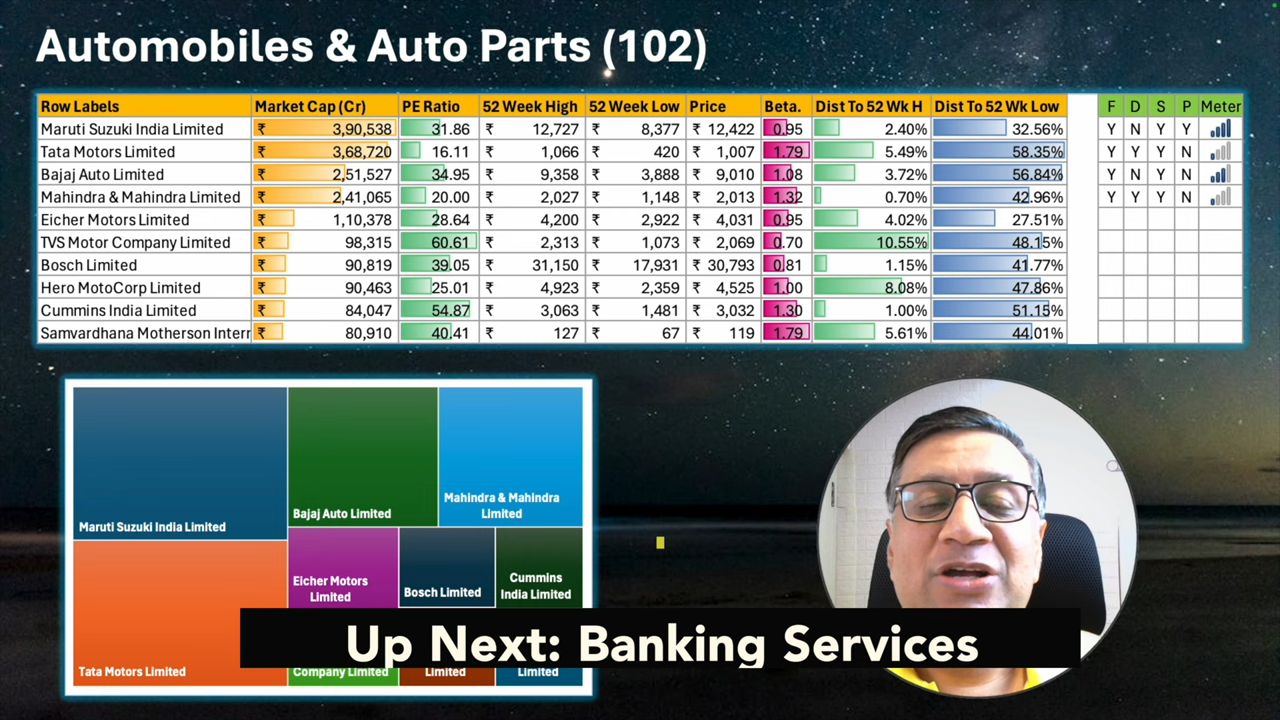 Automobiles & Auto Parts (102)
Row Labels Market Cap (Cr) PE Ratio 52 Week High 52 Week Low Price Beta. Dist To 52 Wk H Dist To 52 Wk Low F D S P Meter
Maruti Suzuki India Limited ₹ 3,90,538 31.86 ₹ 12,727 ₹ 8,377 ₹ 12,422 0.95 2.40% 32.56% Y N Y Y
Tata Motors Limited ₹ 3,68,720 16.11 ₹ 1,066 ₹ 420 ₹ 1,007 1.79 5.49% 58.35% Y Y Y N
Bajaj Auto Limited ₹ 2,51,527 34.95 ₹ 9,358 ₹ 3,888 ₹ 9,010 1.08 3.72% 56.84% Y N Y N
Mahindra & Mahindra Limited ₹ 2,41,065 20.00 ₹ 2,027 ₹ 1,148 ₹ 2,013 1.32 0.70% 42.96% Y Y Y N
Eicher Motors Limited ₹ 1,10,378 28.64 ₹ 4,200 ₹ 2,922 ₹ 4,031 0.95 4.02% 27.51%
TVS Motor Company Limited ₹ 98,315 60.61 ₹ 2,313 ₹ 1,073 ₹ 2,069 0.70 10.55% 48.15%
Bosch Limited ₹ 90,819 39.05 ₹ 31,150 ₹ 17,931 ₹ 30,793 0.81 1.15% 41.77%
Hero MotoCorp Limited ₹ 90,463 25.01 ₹ 4,923 ₹ 2,359 ₹ 4,525 1.00 8.08% 47.86%
Cummins India Limited ₹ 84,047 54.87 ₹ 3,063 ₹ 1,481 ₹ 3,032 1.30 1.00% 51.15%
Samvardhana Motherson Interr ₹ 80,910 40.41 ₹ 127 ₹ 67 ₹ 119 1.79 5.61% 44.01%
Maruti Suzuki India Limited
Bajaj Auto Limited
Mahindra & Mahindra
Limited
Eicher Motors
Limited
Bosch Limited
Cummins
India Limited
Tata Motors Limited
Company Limited
Limited
Limited
Up Next: Banking Services